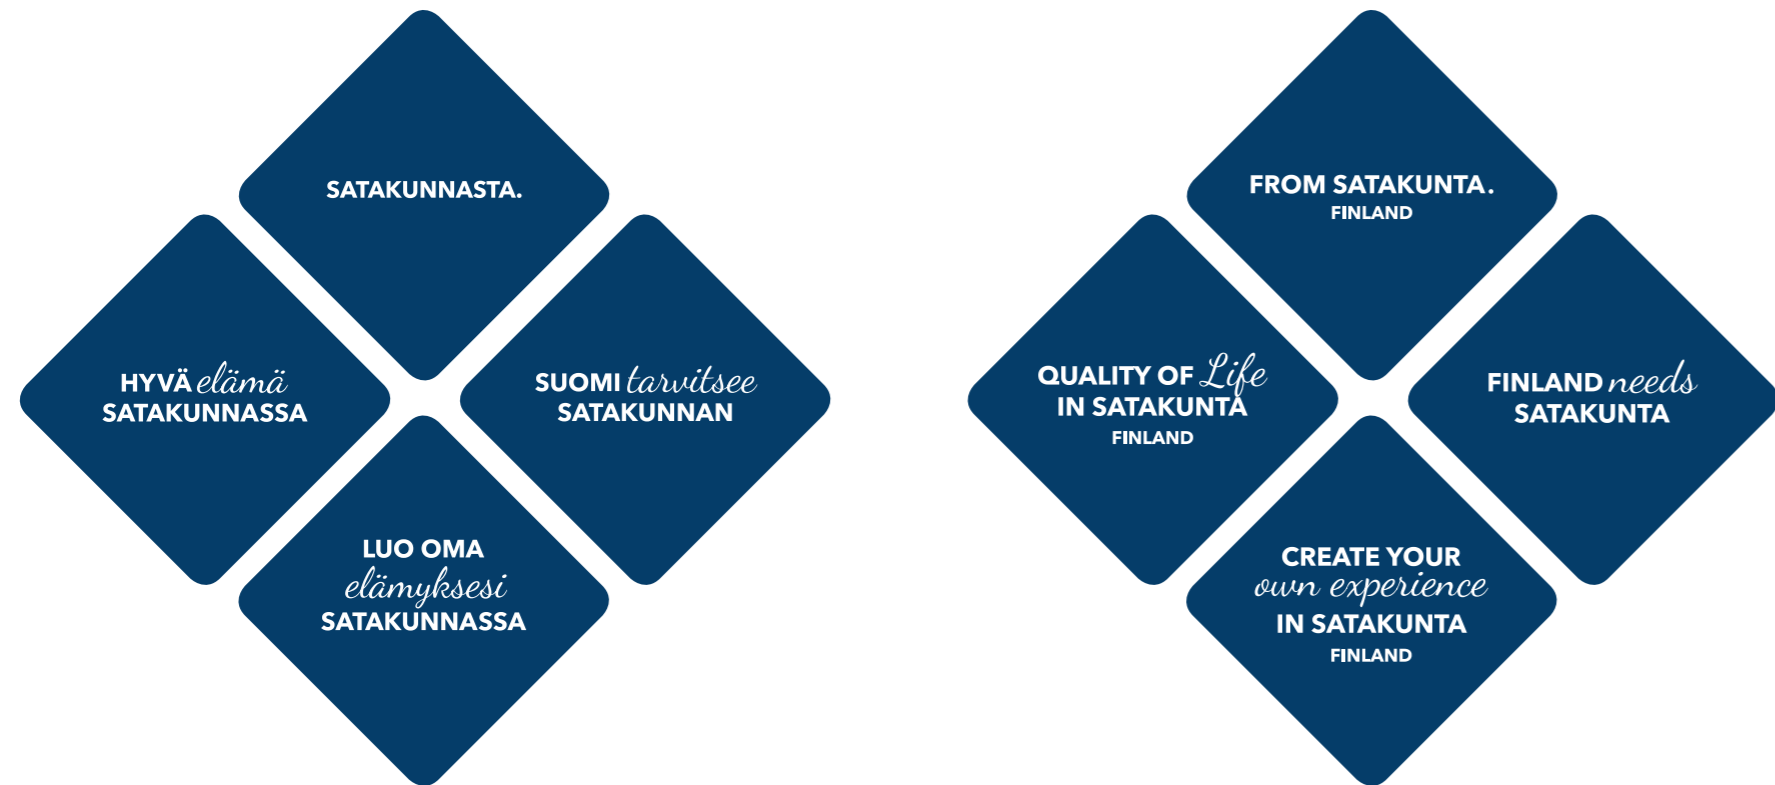 SATAKUNNASTA.
HYVÄ elämä
SATAKUNNASSA
SUOMI tarvitsee
SATAKUNNAN
LUO OMA
elämyksesi
SATAKUNNASSA
FROM SATAKUNTA.
FINLAND
QUALITY OF Life
IN SATAKUNTA
FINLAND
FINLAND needs
SATAKUNTA
CREATE YOUR
own experience
IN SATAKUNTA
FINLAND